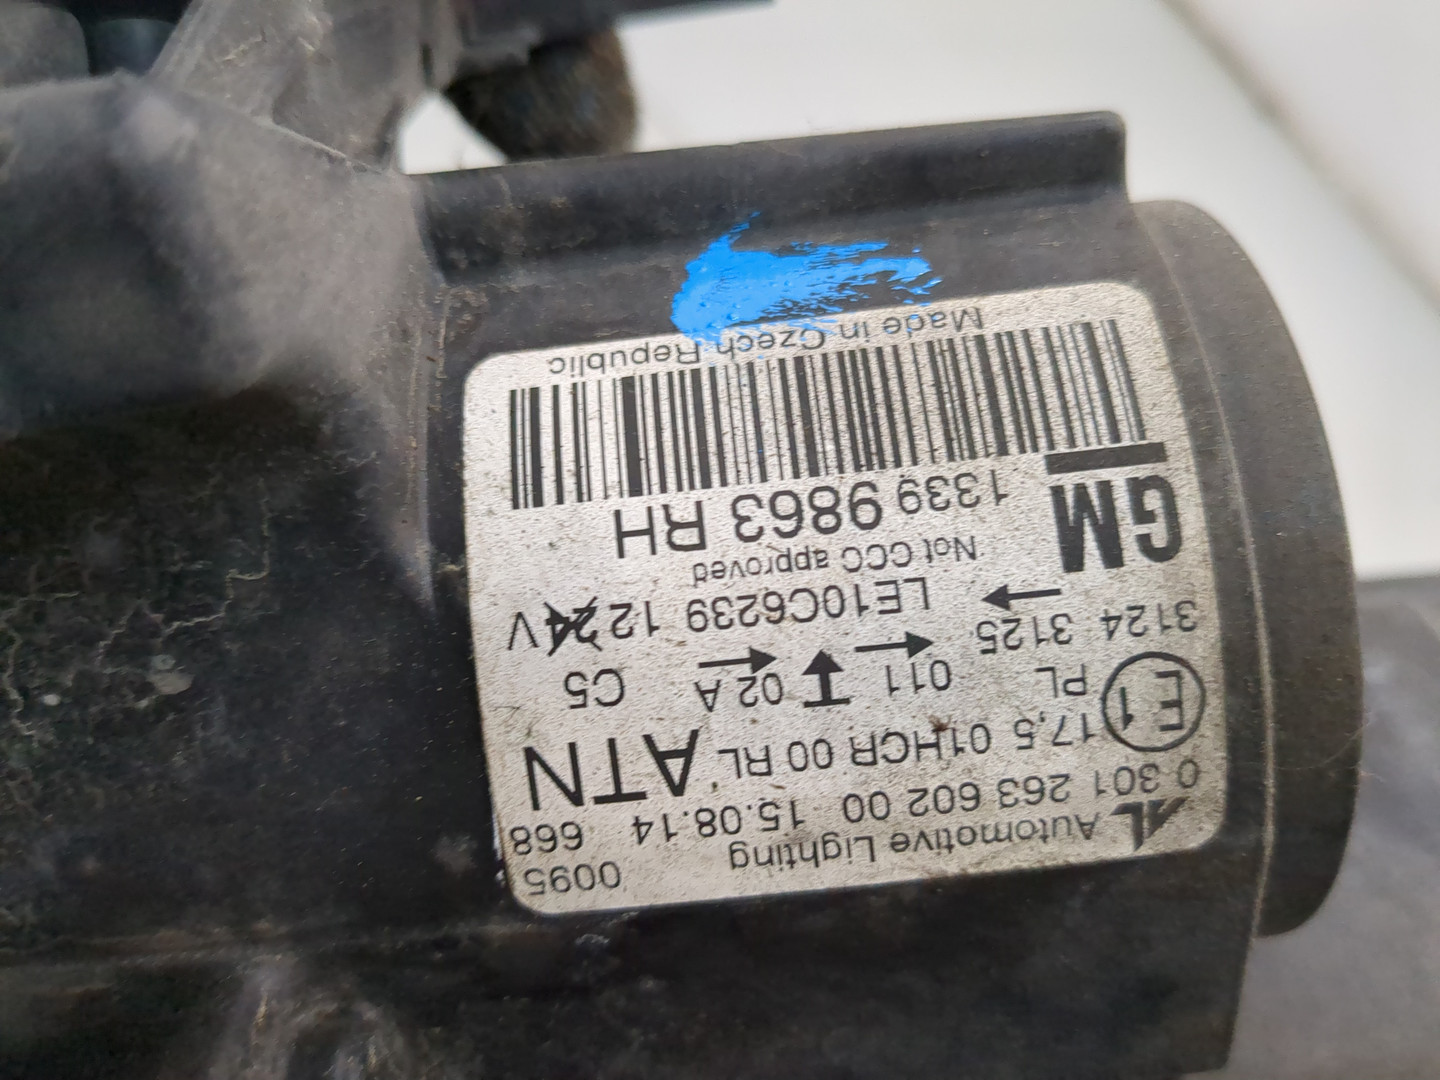 0095
AL Automotive Lighting
0 301 263 602 00 15.08.14 668
E1 17,5 01HCR 00 RL ATN
PL 011 02 A C5
3124 3125 LE10C6239 12 24 V
Not CCC approved
GM 1339 9863 RH
Made in Czech Republic